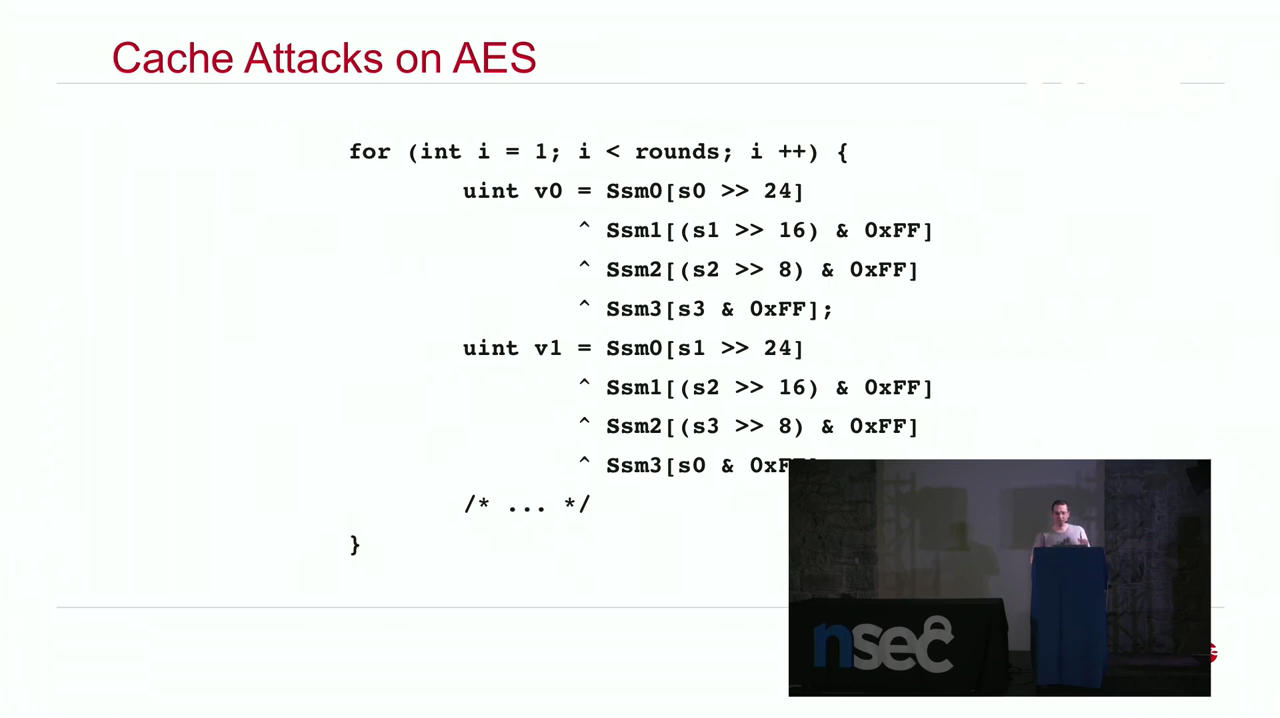 Cache Attacks on AES
for (int i = 1; i < rounds; i ++) {
uint v0 = Ssm0[s0 >> 24]
^ Ssm1[(s1 >> 16) & 0xFF]
^ Ssm2[(s2 >> 8) & 0xFF]
^ Ssm3[s3 & 0xFF];
uint v1 = Ssm0[s1 >> 24]
^ Ssm1[(s2 >> 16) & 0xFF]
^ Ssm2[(s3 >> 8) & 0xFF]
^ Ssm3[s0 & 0xF
/* ... */
}
nsec